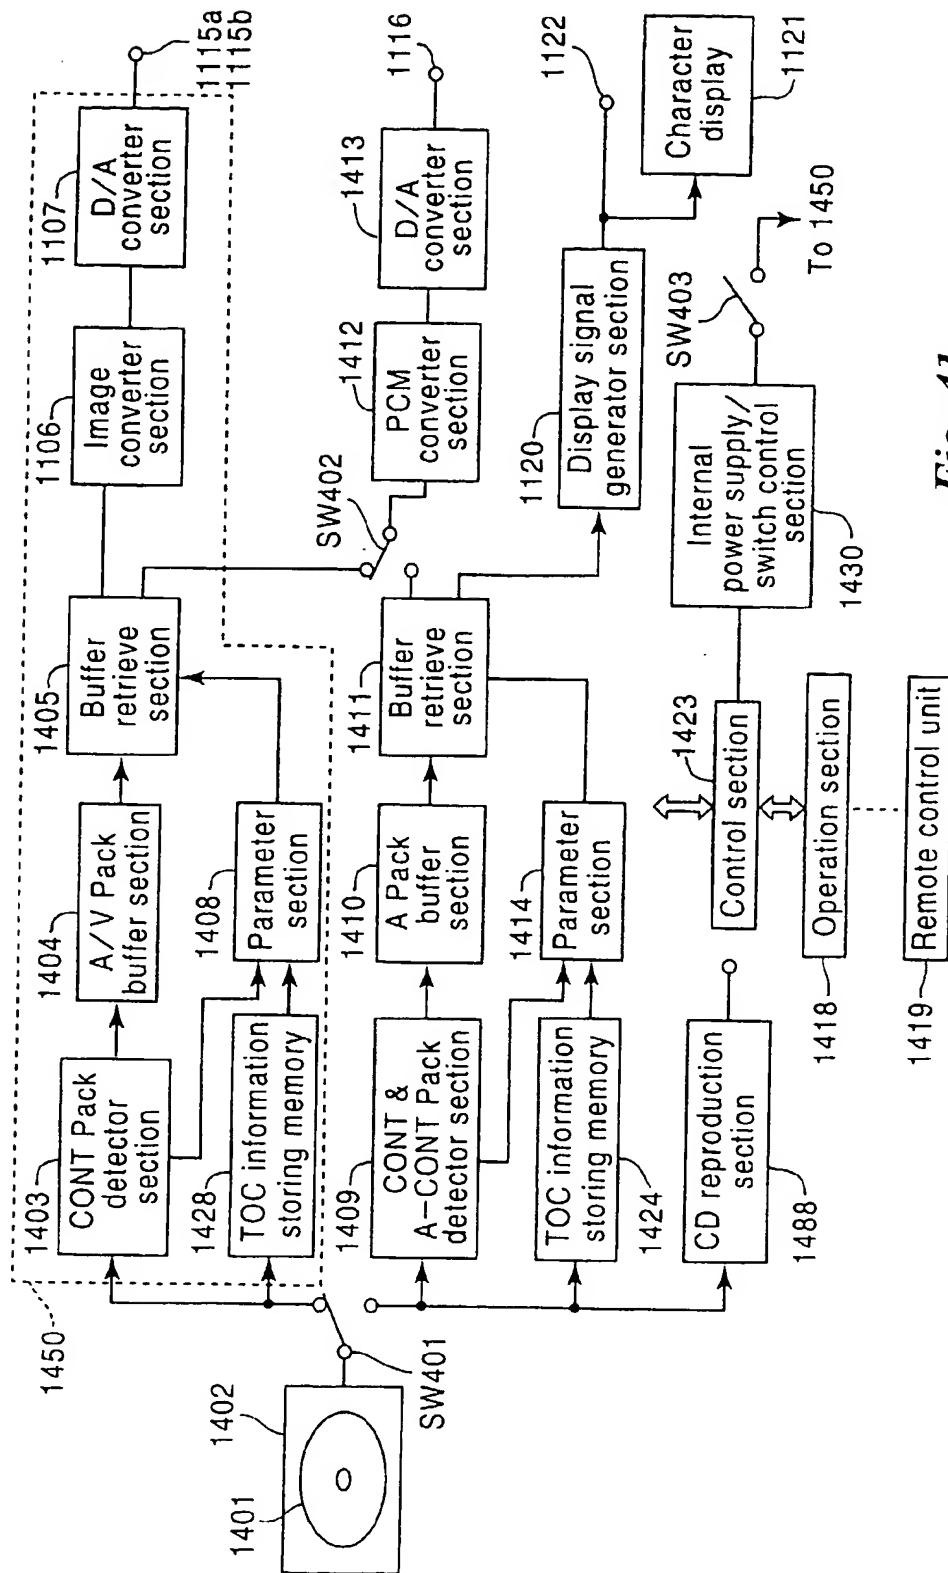 1450
1403
CONT Pack
detector
section
1404
A/V Pack
buffer section
1405
Buffer
retrieve
section
1106
Image
converter
section
1107
D/A
converter
section
1115a
1115b
1428
TOC information
storing memory
1408
Parameter
section
1402
1401
SW401
1409
CONT &
A-CONT Pack
detector section
1410
A Pack
buffer
section
1411
Buffer
retrieve
section
SW402
1412
PCM
converter
section
1413
D/A
converter
section
1116
TOC information
storing memory
1424
1414
Parameter
section
1120
Display signal
generator section
1122
Character
display
1121
CD reproduction
section
1488
1423
Control section
Internal
power supply/
switch control
section
1430
SW403
To 1450
1418
Operation section
1419
Remote control unit